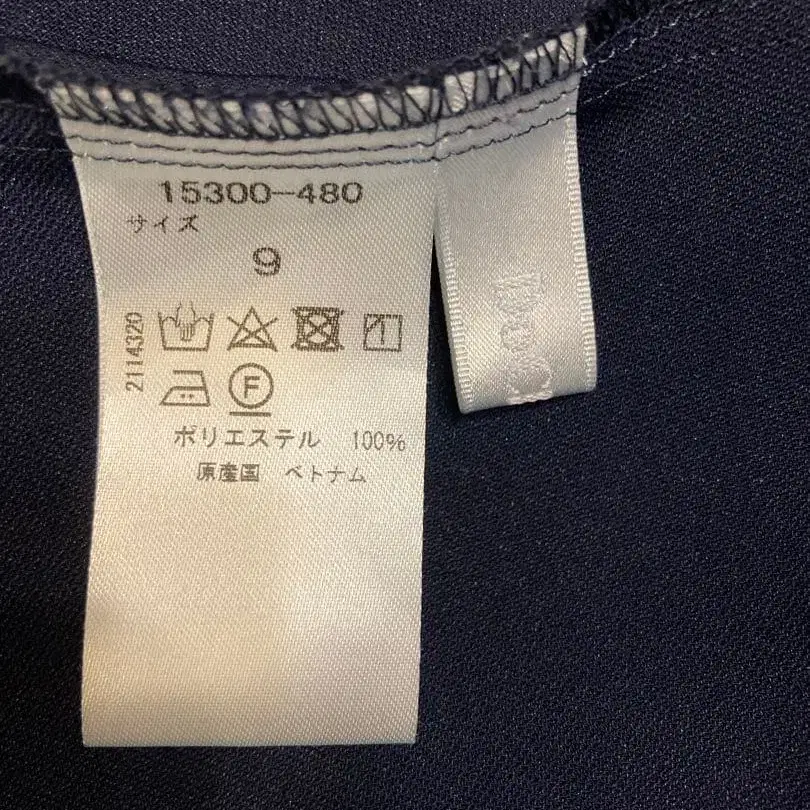 15300-480
サイズ
9
2114320
F
ポリエステル 100%
原産国 ベトナム